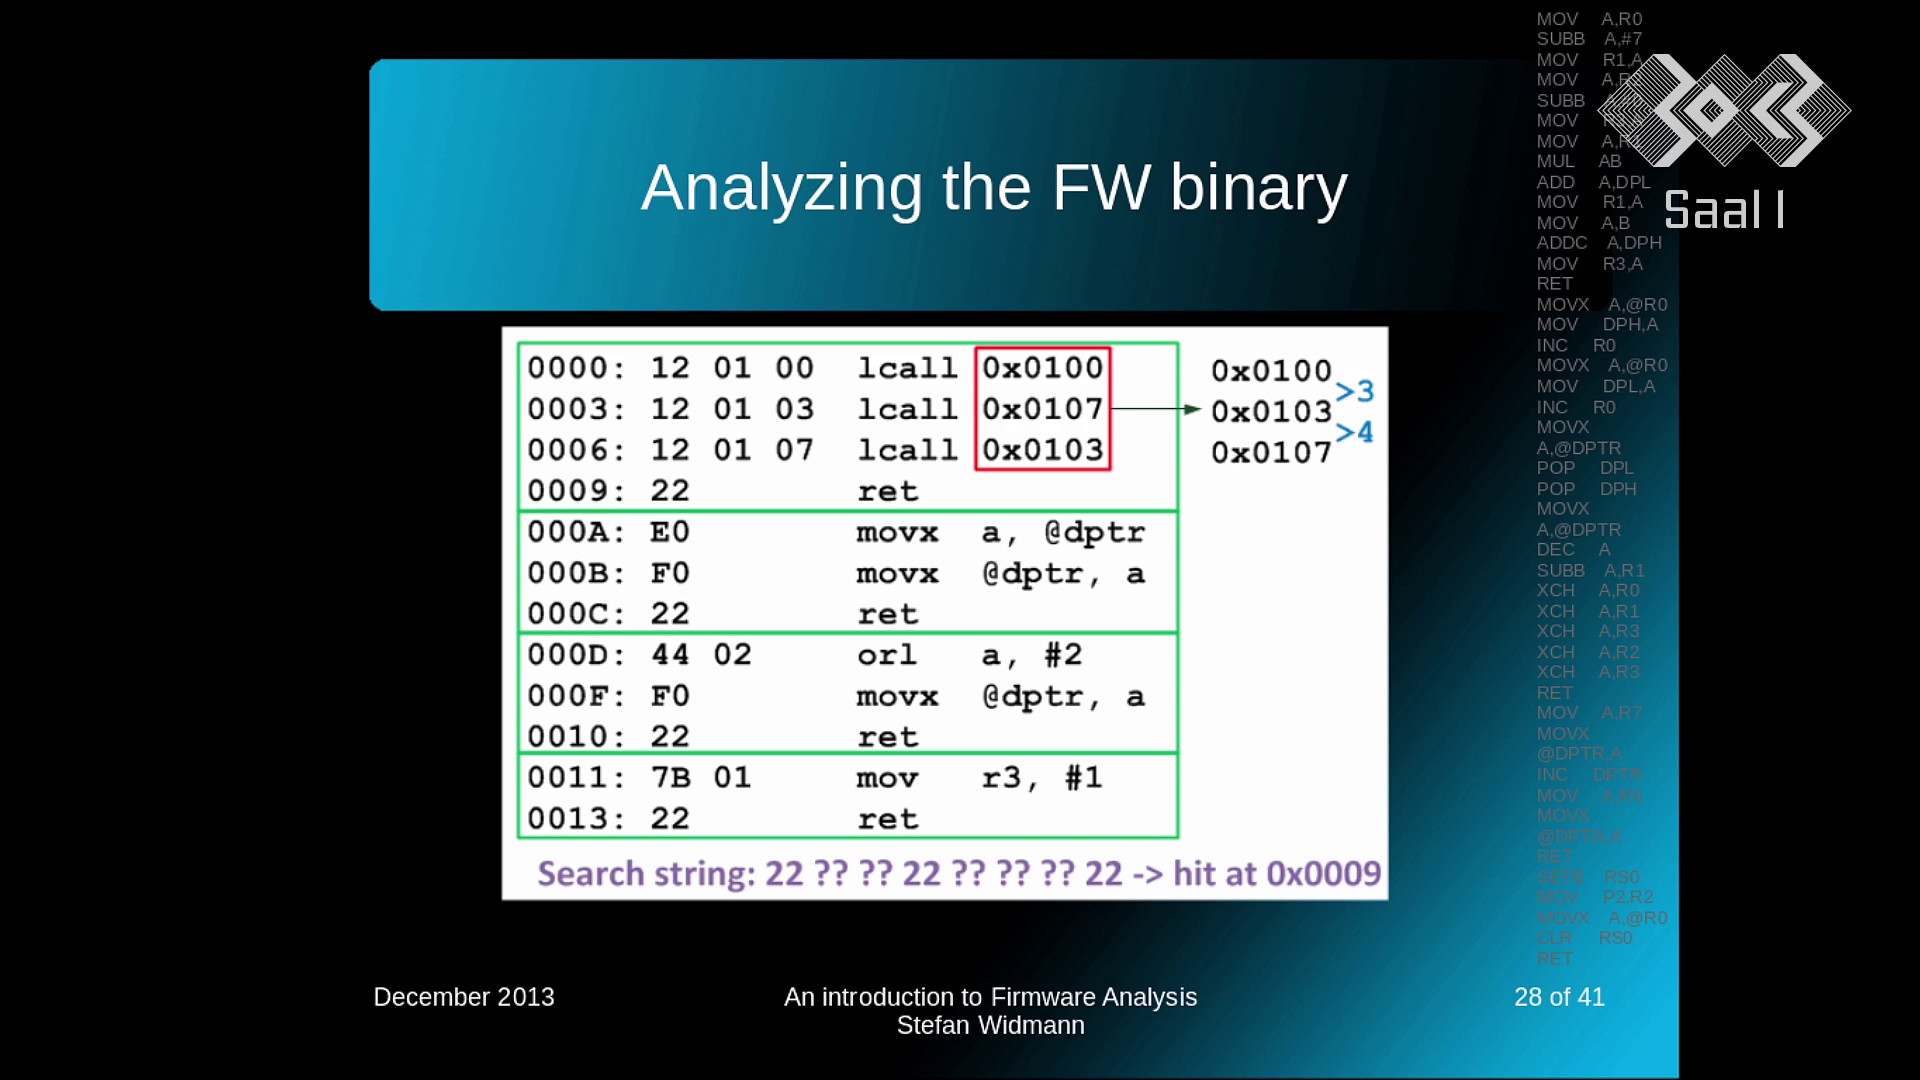 Analyzing the FW binary
0000: 12 01 00 lcall 0x0100
0003: 12 01 03 lcall 0x0107
0006: 12 01 07 lcall 0x0103
0009: 22 ret
000A: E0 movx a, @dptr
000B: F0 movx @dptr, a
000C: 22 ret
000D: 44 02 orl a, #2
000F: F0 movx @dptr, a
0010: 22 ret
0011: 7B 01 mov r3, #1
0013: 22 ret
0x0100
>3
0x0103
>4
0x0107
Search string: 22 ?? ?? 22 ?? ?? ?? 22 -> hit at 0x0009
MOV A,R0
SUBB A,#7
MOV R1,A
MOV
SUBB
MOV
MOV
MUL AB
ADD A,DPL
MOV R1,A
MOV A,B
ADDC A,DPH
MOV R3,A
RET
MOVX A,@R0
MOV DPH,A
INC R0
MOVX A,@R0
MOV DPL,A
INC R0
MOVX
A,@DPTR
POP DPL
POP DPH
MOVX
A,@DPTR
DEC A
SUBB A,R1
XCH A,R0
XCH A,R1
XCH A,R3
XCH A,R2
XCH A,R3
RET
MOV A,R7
MOVX
@DPTR,A
INC DPTR
MOV A,R6
MOVX
@DPTR,A
RET
SETB RS0
MOV P2,R2
MOVX A,@R0
CLR RS0
RET
30C3
Saal 1
December 2013
An introduction to Firmware Analysis
Stefan Widmann
28 of 41